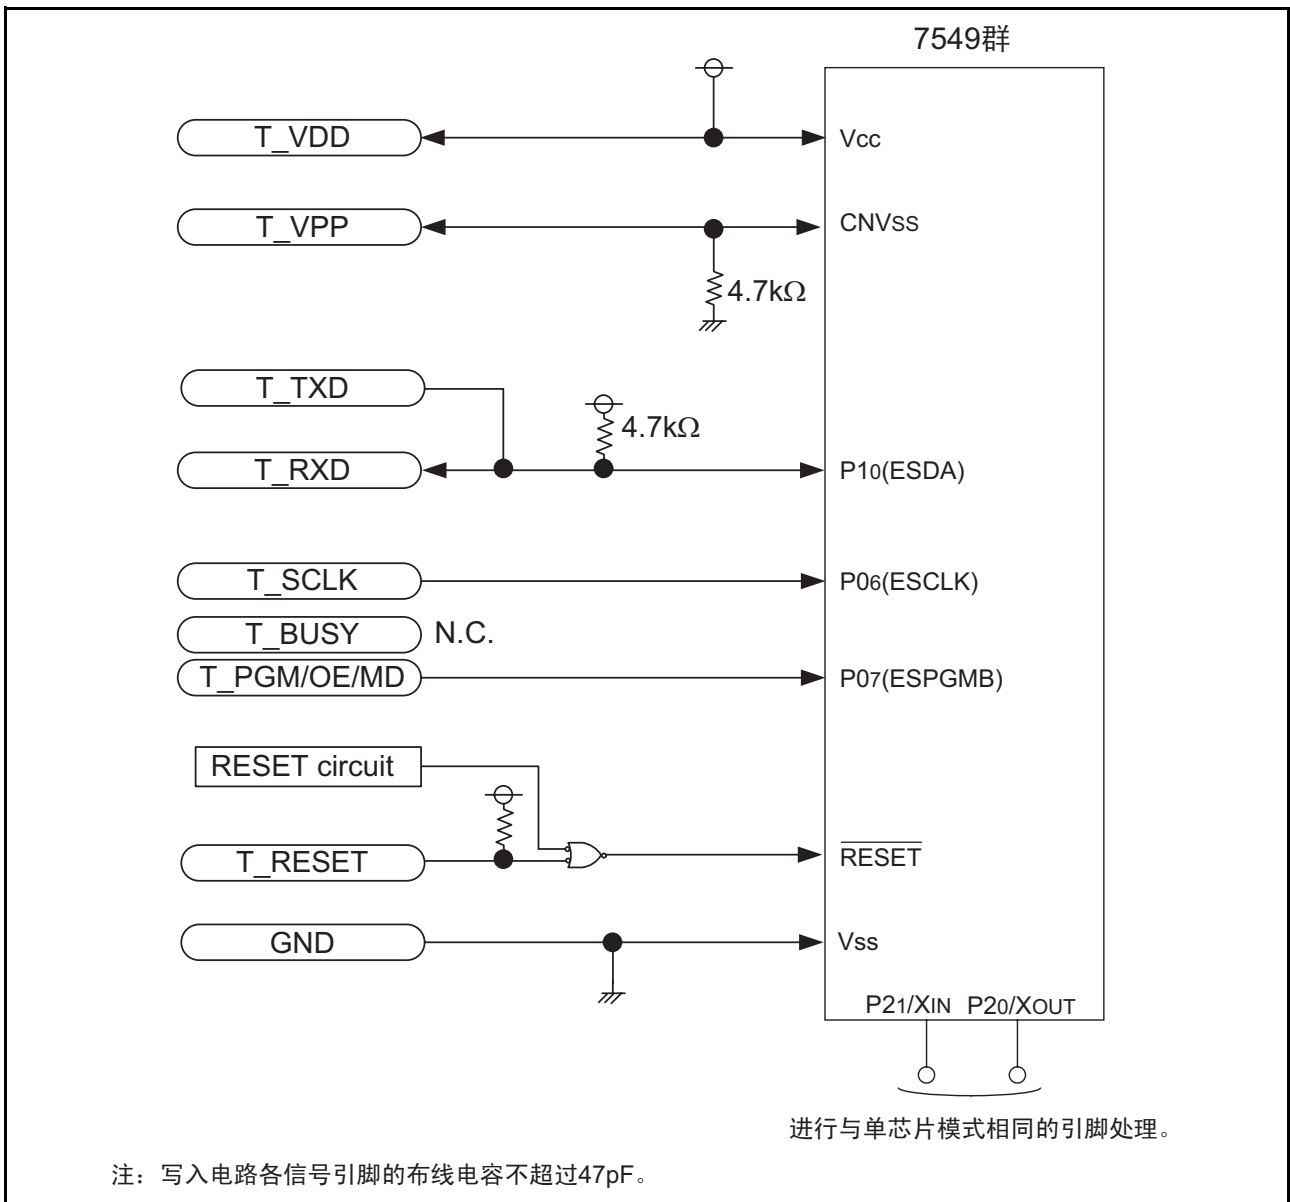 7549群
T_VDD
Vcc
T_VPP
CNVss
4.7kΩ
T_TXD
4.7kΩ
T_RXD
P10(ESDA)
T_SCLK
P06(ESCLK)
T_BUSY N.C.
T_PGM/OE/MD
P07(ESPGMB)
RESET circuit
T_RESET
RESET
GND
Vss
P21/XIN P20/XOUT
进行与单芯片模式相同的引脚处理。
注：写入电路各信号引脚的布线电容不超过47pF。